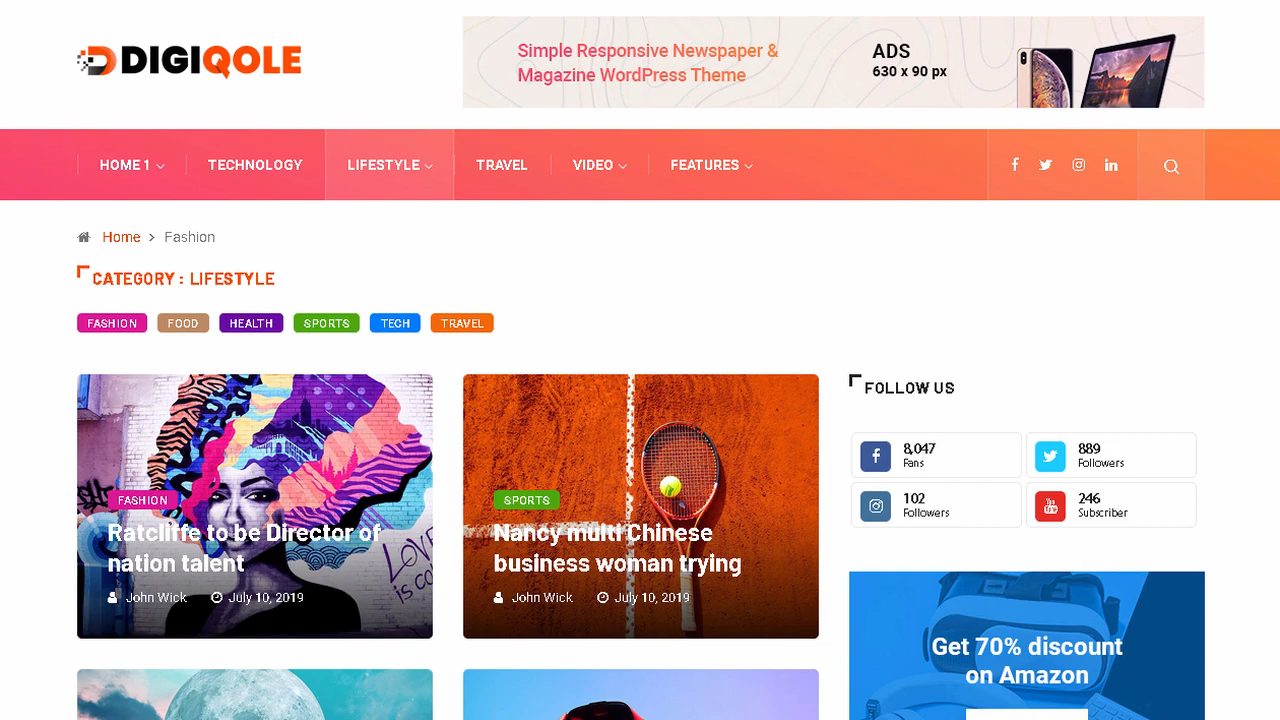 DIGIQOLE
Simple Responsive Newspaper &
Magazine WordPress Theme
ADS
630 x 90 px
HOME 1
TECHNOLOGY
LIFESTYLE
TRAVEL
VIDEO
FEATURES
Home
Fashion
CATEGORY : LIFESTYLE
FASHION
FOOD
HEALTH
SPORTS
TECH
TRAVEL
FASHION
Ratcliffe to be Director of
nation talent
John Wick
July 10, 2019
LOVE
IS CO
SPORTS
Nancy multi Chinese
business woman trying
John Wick
July 10, 2019
FOLLOW US
8,047
Fans
889
Followers
102
Followers
246
Subscriber
Get 70% discount
on Amazon